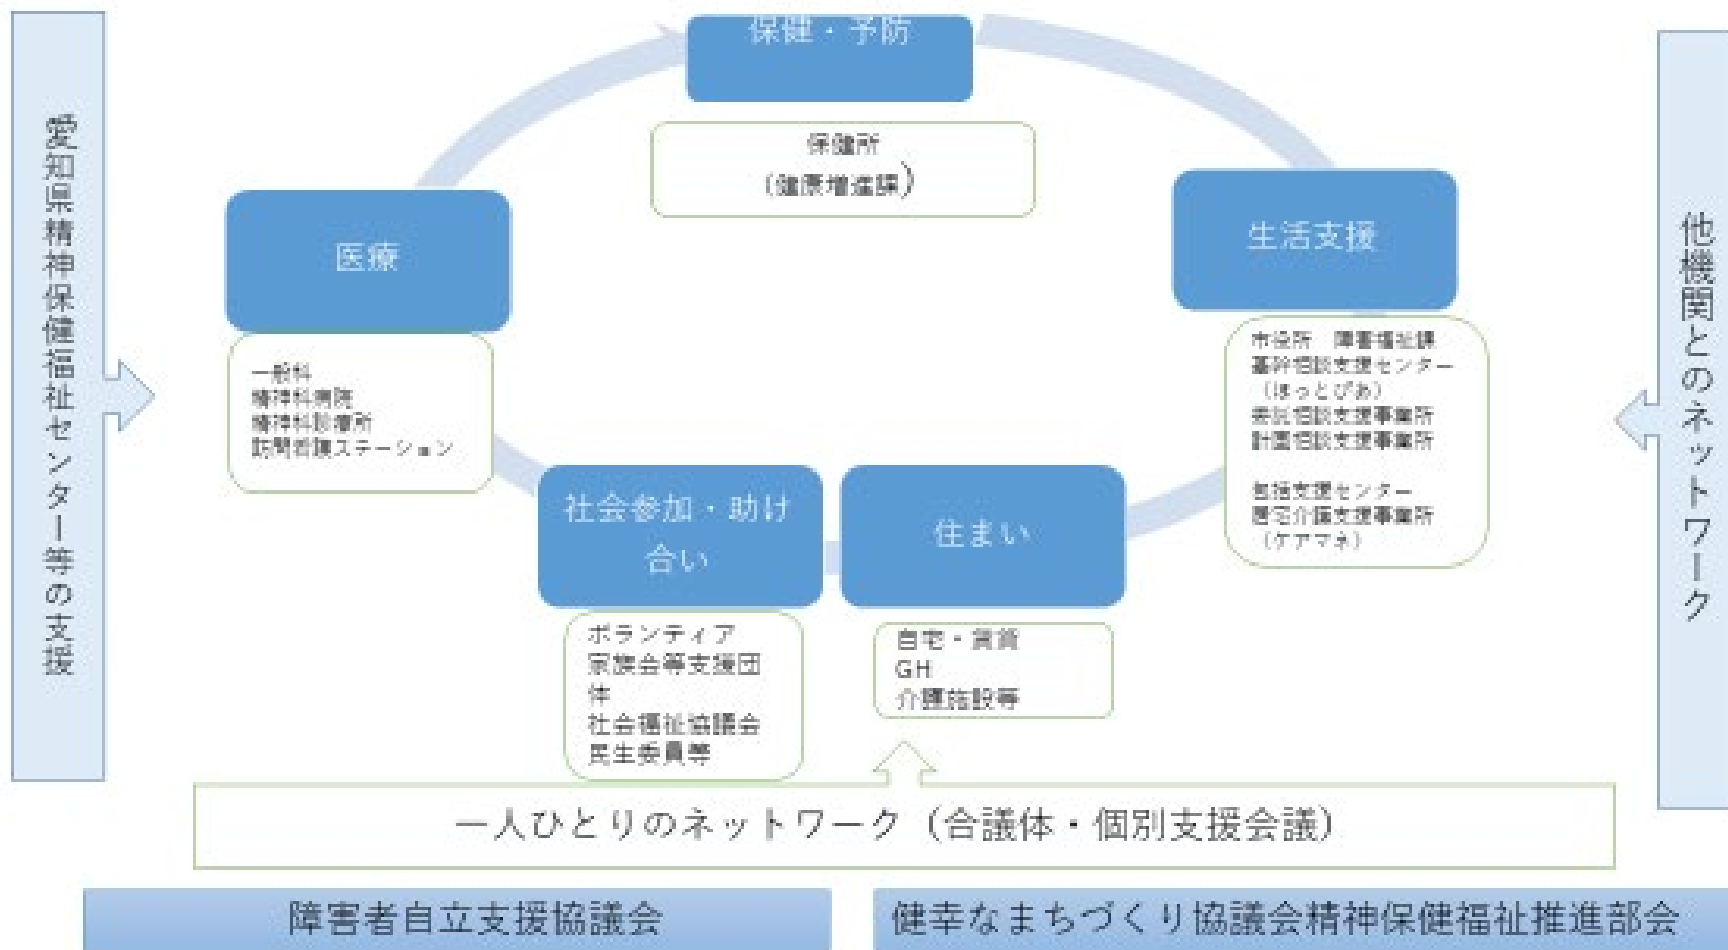 保健・予防
保健所
（健康増進課）
医療
一般科
精神科病院
精神科診療所
訪問看護ステーション
生活支援
市役所　障害福祉課
基幹相談支援センター
（ほっとぴあ）
委託相談支援事業所
計画相談支援事業所
包括支援センター
居宅介護支援事業所
（ケアマネ）
社会参加・助け
合い
ボランティア
家族会等支援団
体
社会福祉協議会
民生委員等
住まい
自宅・賃貸
GH
介護施設等
愛知県精神保健福祉センター等の支援
他機関とのネットワーク
一人ひとりのネットワーク（合議体・個別支援会議）
障害者自立支援協議会
健幸なまちづくり協議会精神保健福祉推進部会